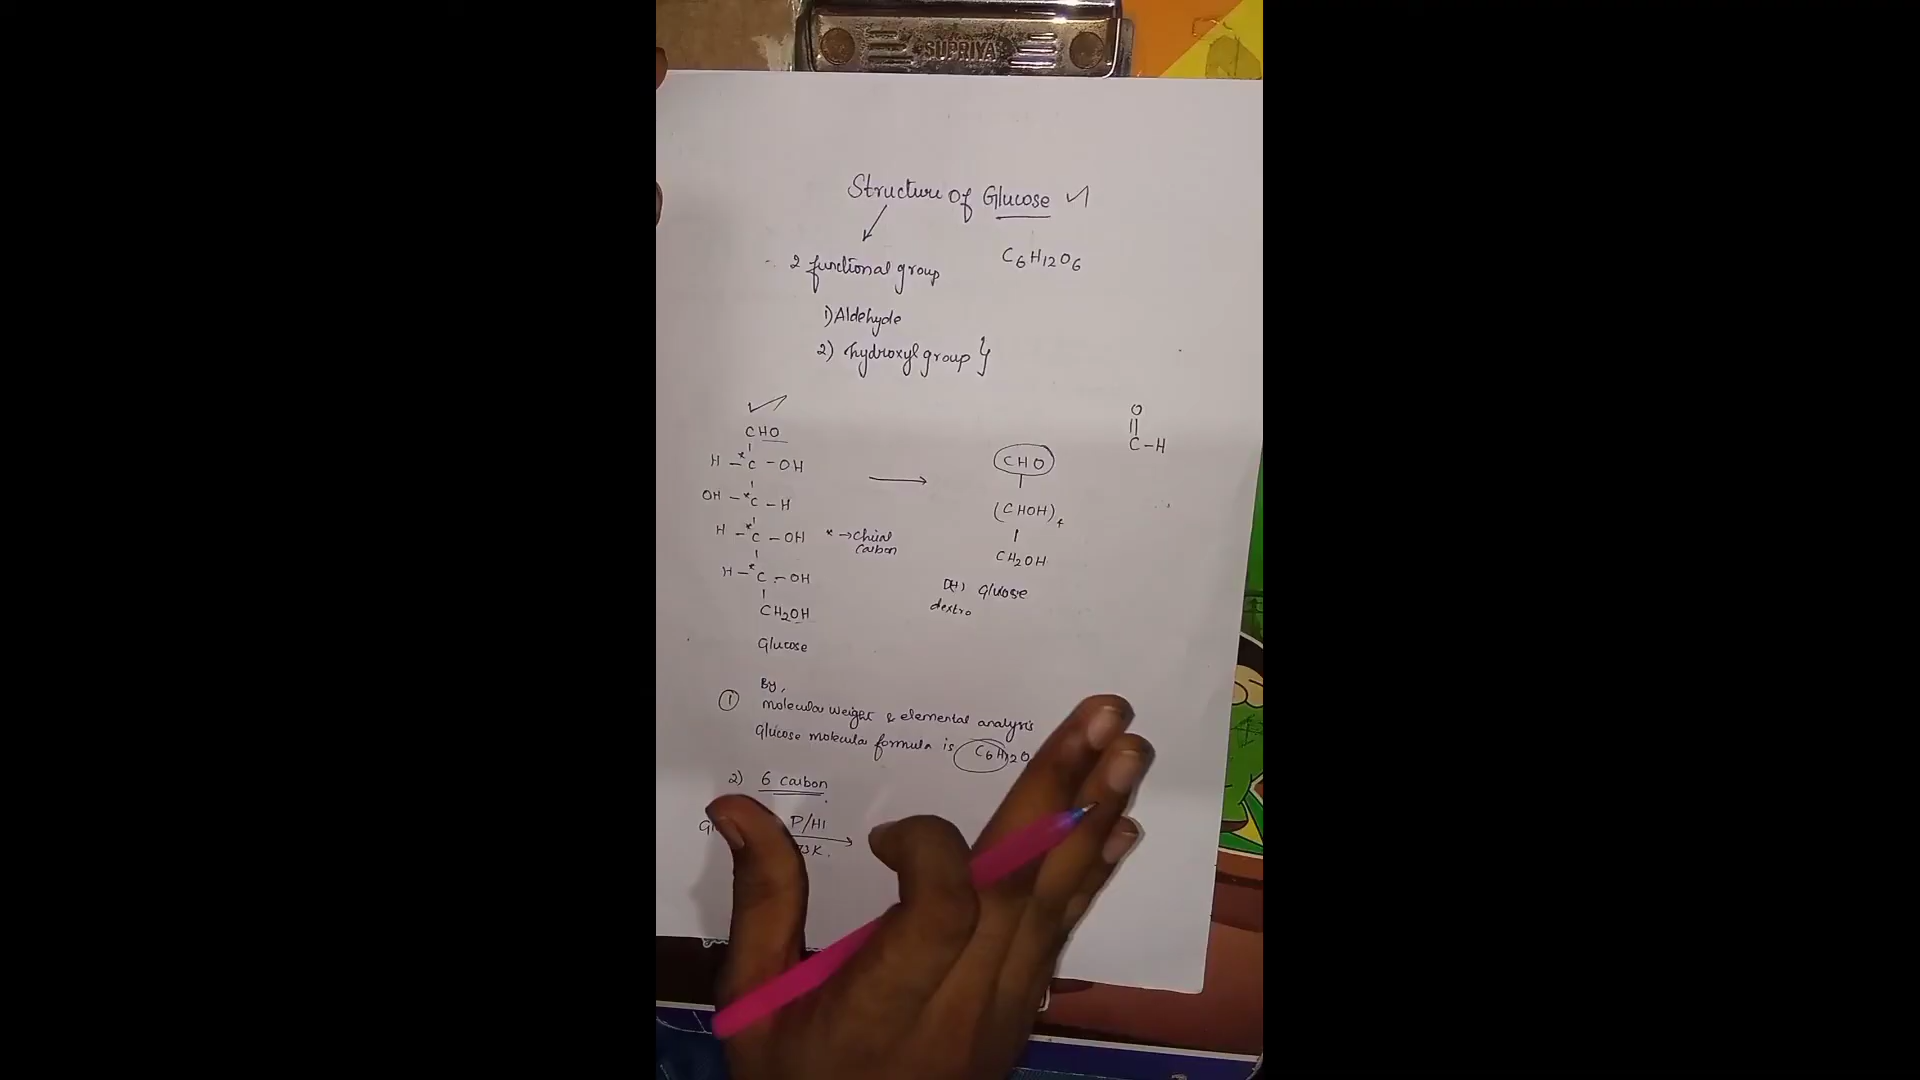 SUPRIYA
Structure Of Glucose ✓
2 functional group
C6H12O6
1) Aldehyde
2) hydroxyl group }
✓
CHO
H - *C - OH
OH - *C - H
H - *C - OH
H - *C - OH
CH2OH
Glucose
* → Chiral
Carbon
→
CHO
(CHOH)4
CH2OH
Glucose
dextro
O
||
C-H
① By,
molecular weight & elemental analysis
Glucose molecular formula is C6H12O
2) 6 Carbon
P/HI